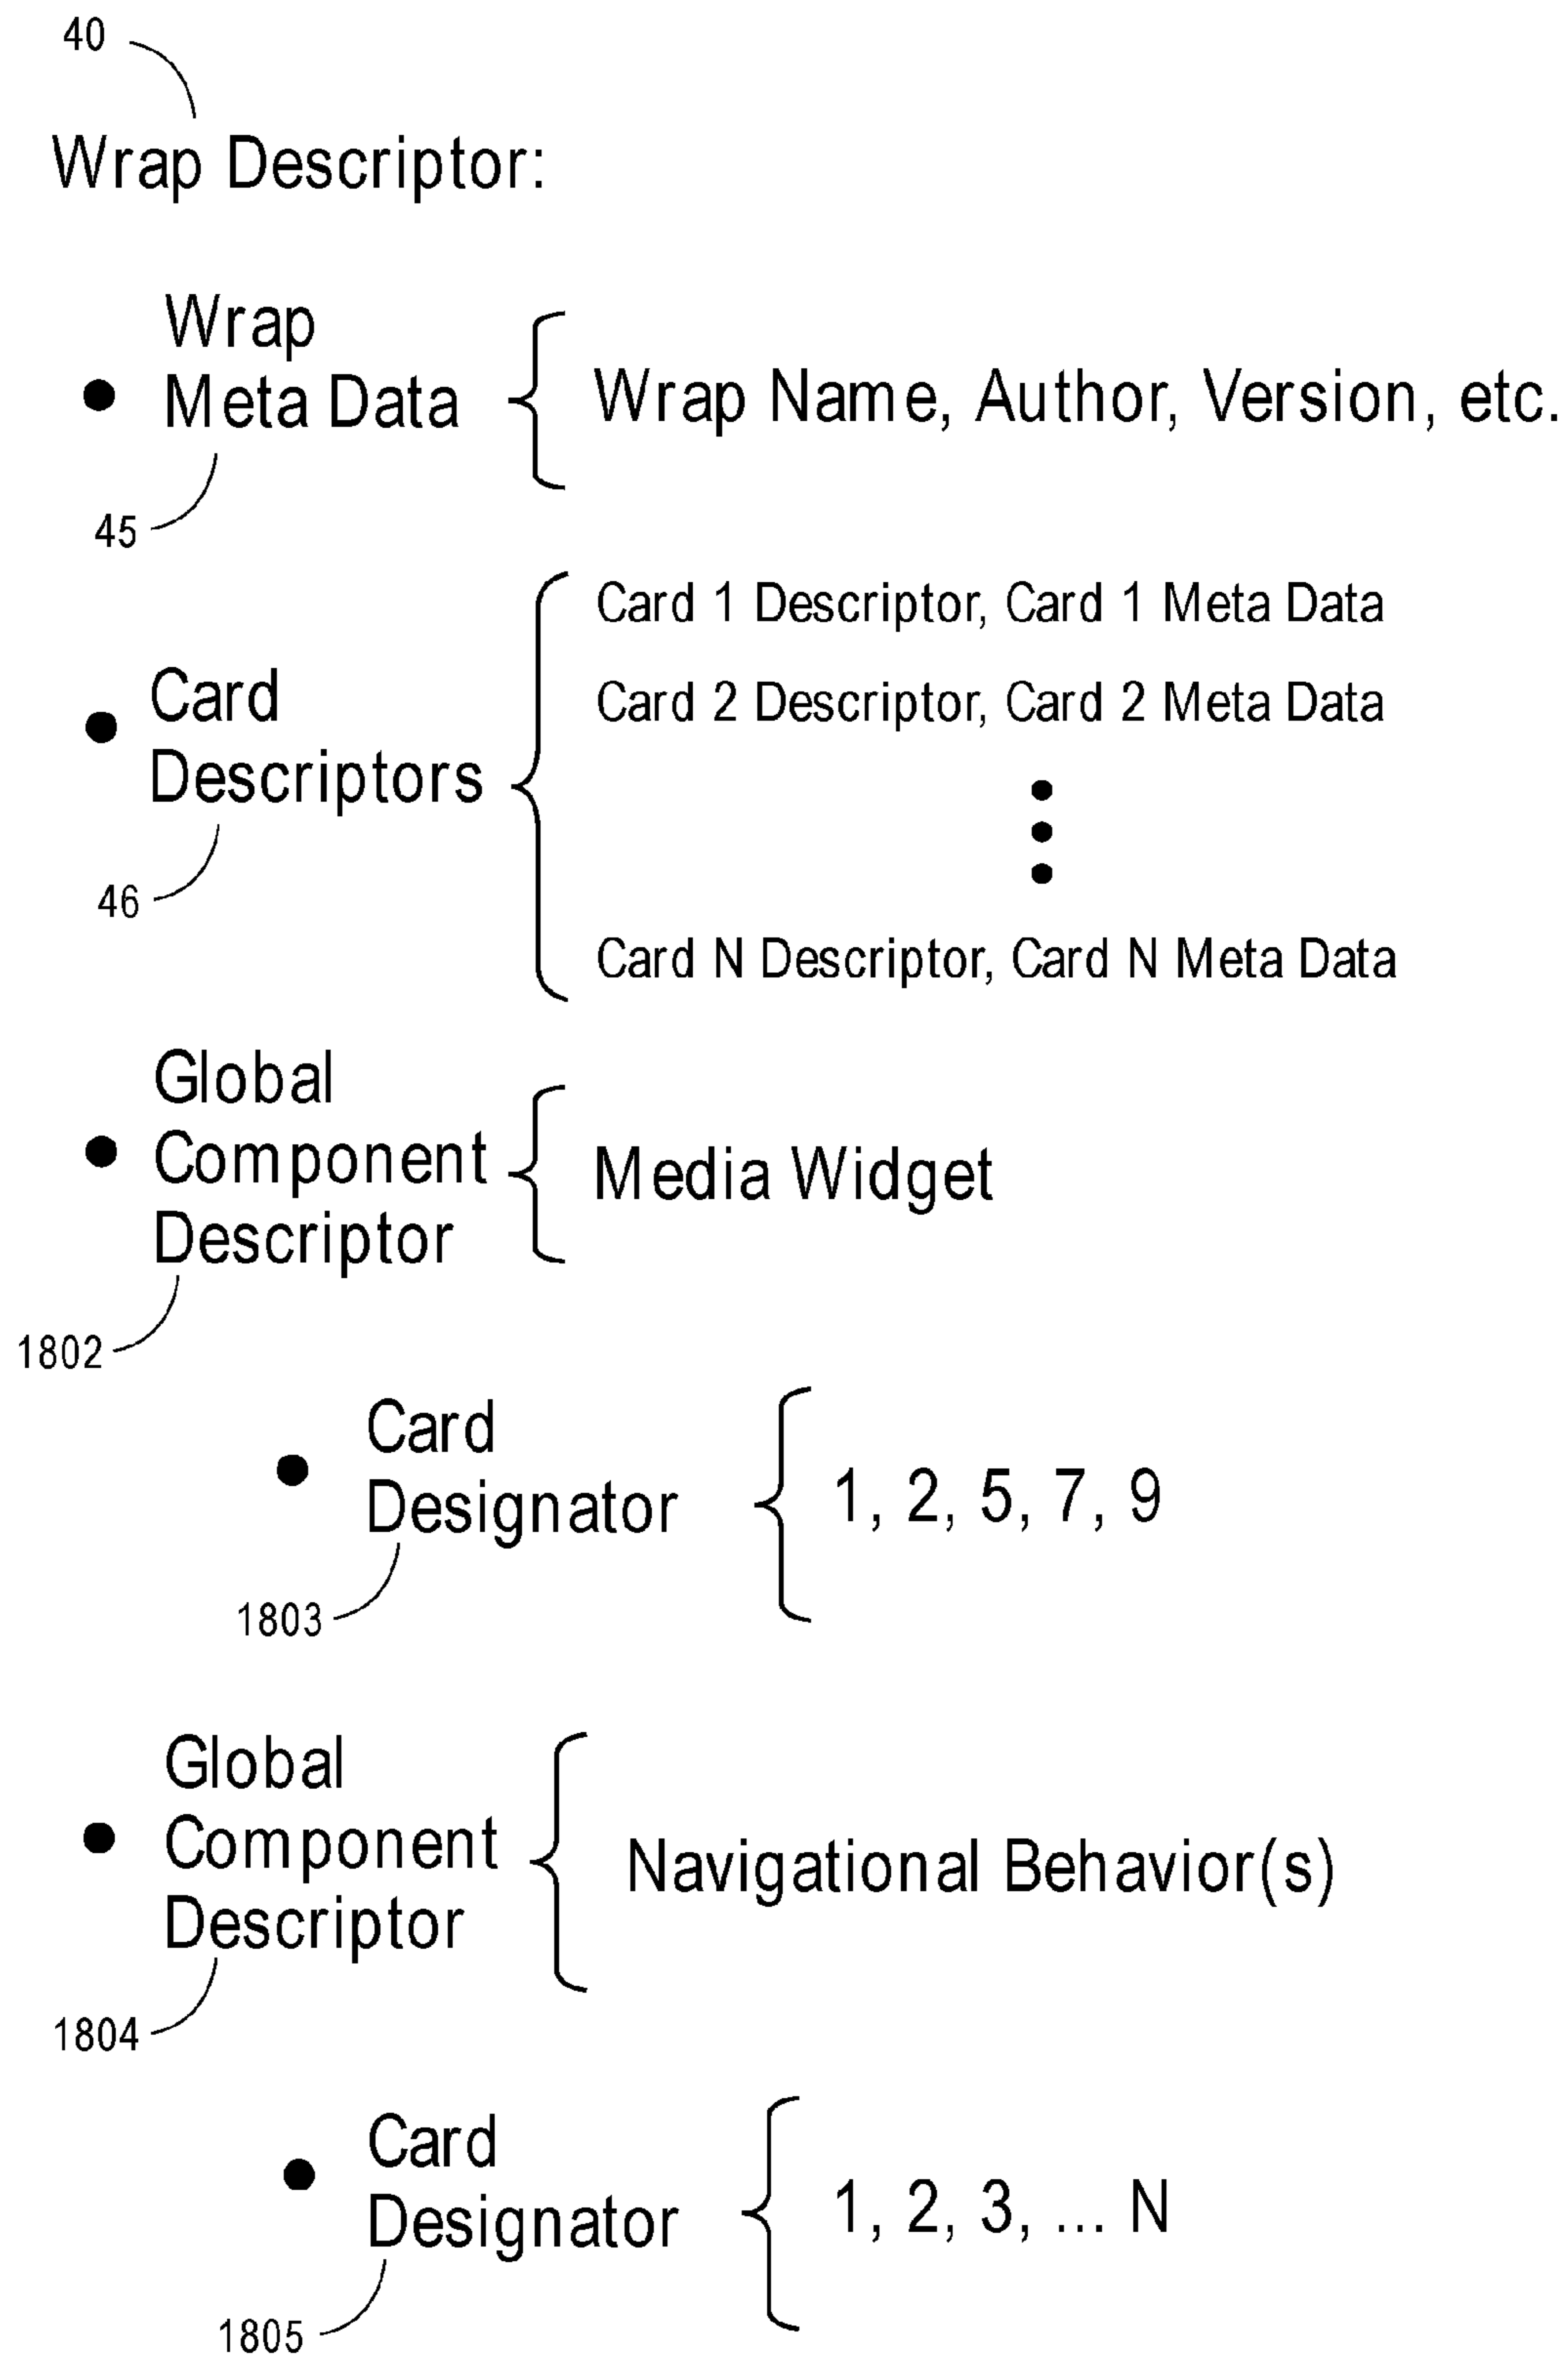 40
Wrap Descriptor:
Wrap
Meta Data
Wrap Name, Author, Version, etc.
45
Card 1 Descriptor, Card 1 Meta Data
Card 2 Descriptor, Card 2 Meta Data
Card
Descriptors
46
Card N Descriptor, Card N Meta Data
Global
Component
Descriptor
Media Widget
1802
Card
Designator
1, 2, 5, 7, 9
1803
Global
Component
Descriptor
Navigational Behavior(s)
1804
Card
Designator
1, 2, 3, ... N
1805